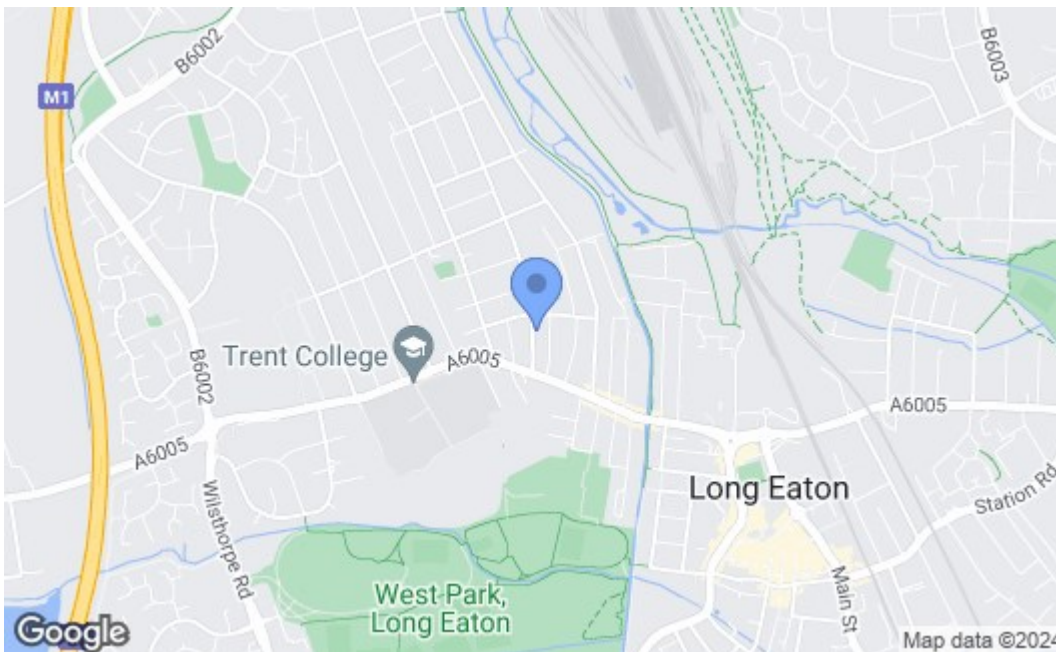 B6002
B6003
M1
Trent College
A6005
B6002
A6005
A6005
Long Eaton
Station Rd
Wilsthorpe Rd
West Park,
Long Eaton
Main St
Google
Map data ©2024